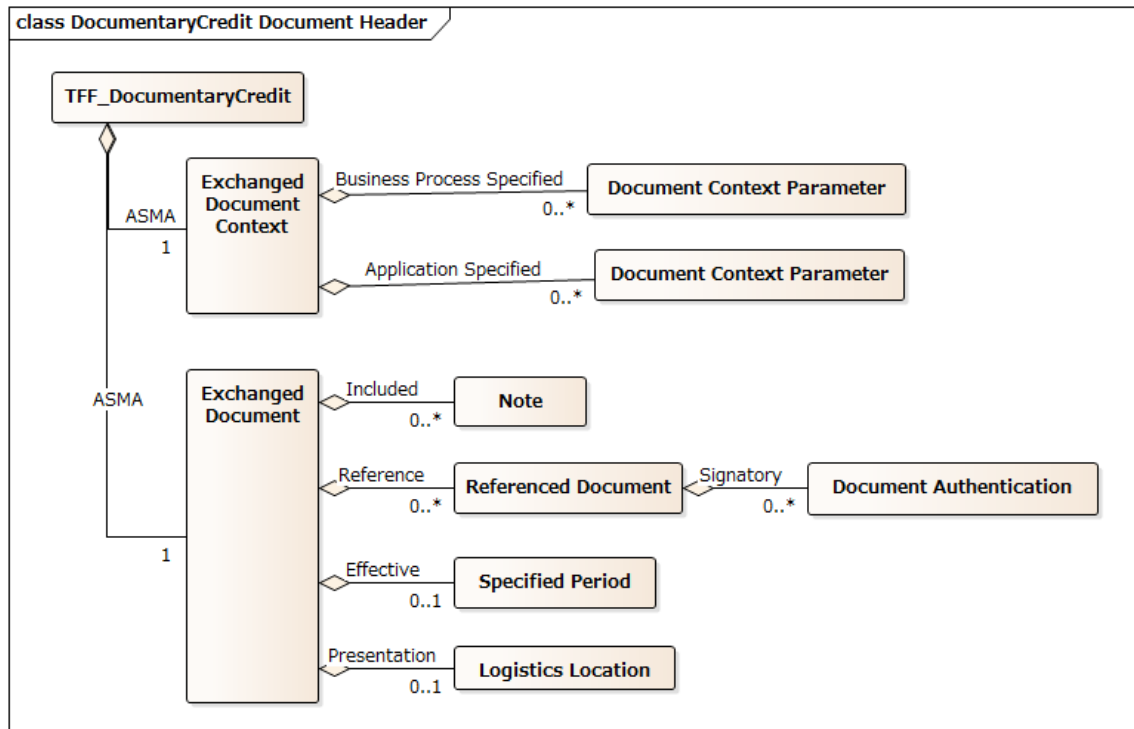 class DocumentaryCredit Document Header
TFF_DocumentaryCredit
ASMA
1
Exchanged
Document
Context
Business Process Specified
0..*
Document Context Parameter
Application Specified
0..*
Document Context Parameter
ASMA
1
Exchanged
Document
Included
0..*
Note
Reference
0..*
Referenced Document
Signatory
0..*
Document Authentication
Effective
0..1
Specified Period
Presentation
0..1
Logistics Location